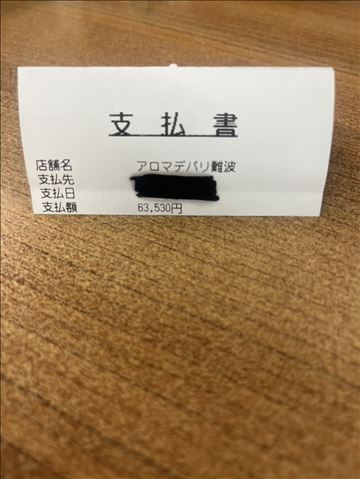 支払書
店舗名 アロマデパリ難波
支払先
支払日
支払額 63,530円